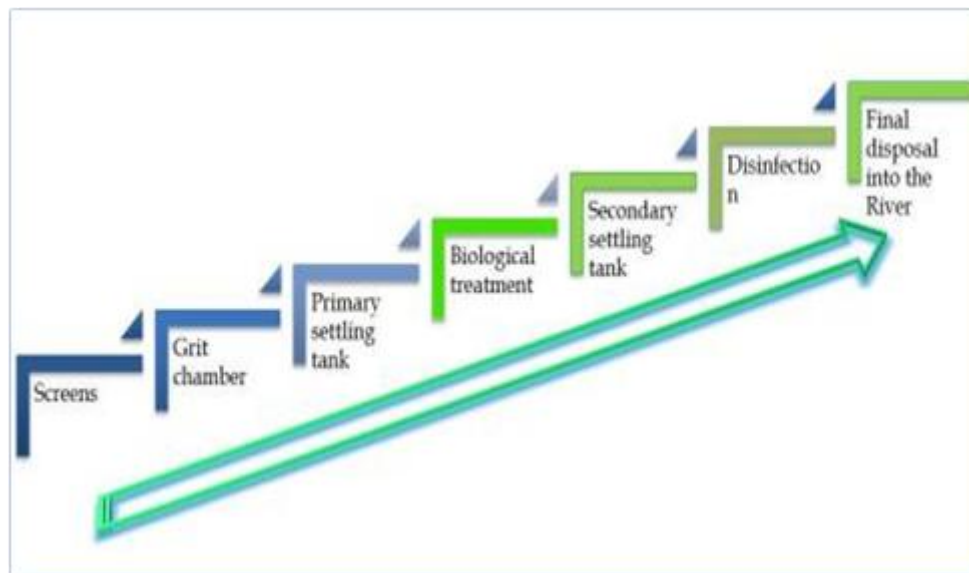 Screens
Grit
chamber
Primary
settling
tank
Biological
treatment
Secondary
settling
tank
Disinfectio
n
Final
disposal
into the
River